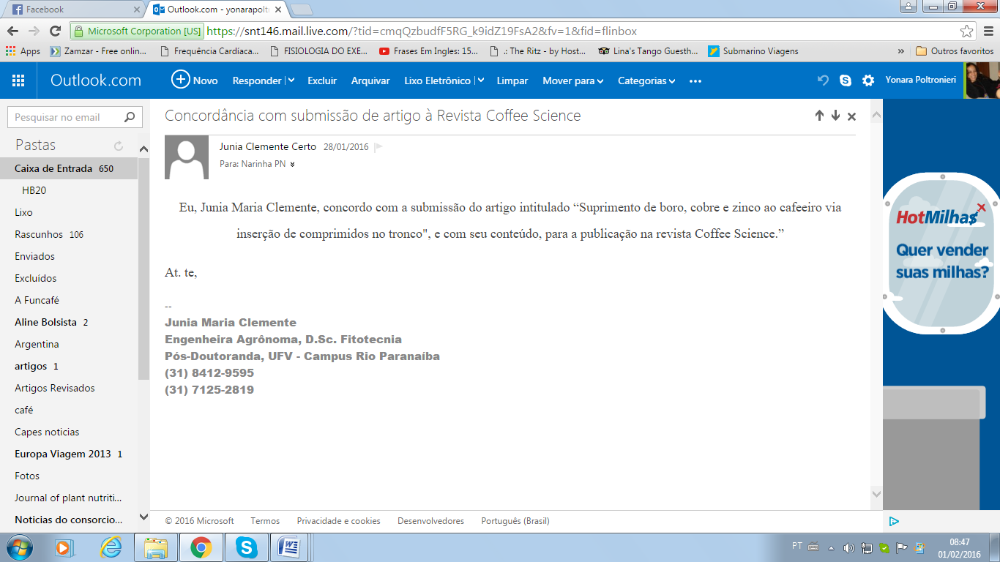 Facebook
Outlook.com - yonarapolt
Microsoft Corporation [US] https://snt146.mail.live.com/?tid=cmqQzbudfF5RG_k9idZ19FsA2&fv=1&fid=flinbox
Apps Zamzar - Free onlin... Frequência Cardíaca... FISIOLOGIA DO EXE... Frases Em Ingles: 15... .: The Ritz - by Host... Lina's Tango Guesth... Submarino Viagens » Outros favoritos
Outlook.com Novo Responder Excluir Arquivar Lixo Eletrônico Limpar Mover para Categorias ... Yonara Poltronieri
Pesquisar no email
Pastas
Caixa de Entrada 650
HB20
Lixo
Rascunhos 106
Enviados
Excluídos
A Funcafé
Aline Bolsista 2
Argentina
artigos 1
Artigos Revisados
café
Capes noticias
Europa Viagem 2013 1
Fotos
Journal of plant nutriti...
Noticias do consorcio...
Concordância com submissão de artigo à Revista Coffee Science
Junia Clemente Certo 28/01/2016
Para: Narinha PN
Eu, Junia Maria Clemente, concordo com a submissão do artigo intitulado “Suprimento de boro, cobre e zinco ao cafeeiro via
inserção de comprimidos no tronco", e com seu conteúdo, para a publicação na revista Coffee Science.”
At. te,
--
Junia Maria Clemente
Engenheira Agrônoma, D.Sc. Fitotecnia
Pós-Doutoranda, UFV - Campus Rio Paranaíba
(31) 8412-9595
(31) 7125-2819
HotMilha$
Quer vender
suas milhas?
© 2016 Microsoft Termos Privacidade e cookies Desenvolvedores Português (Brasil)
PT
08:47
01/02/2016